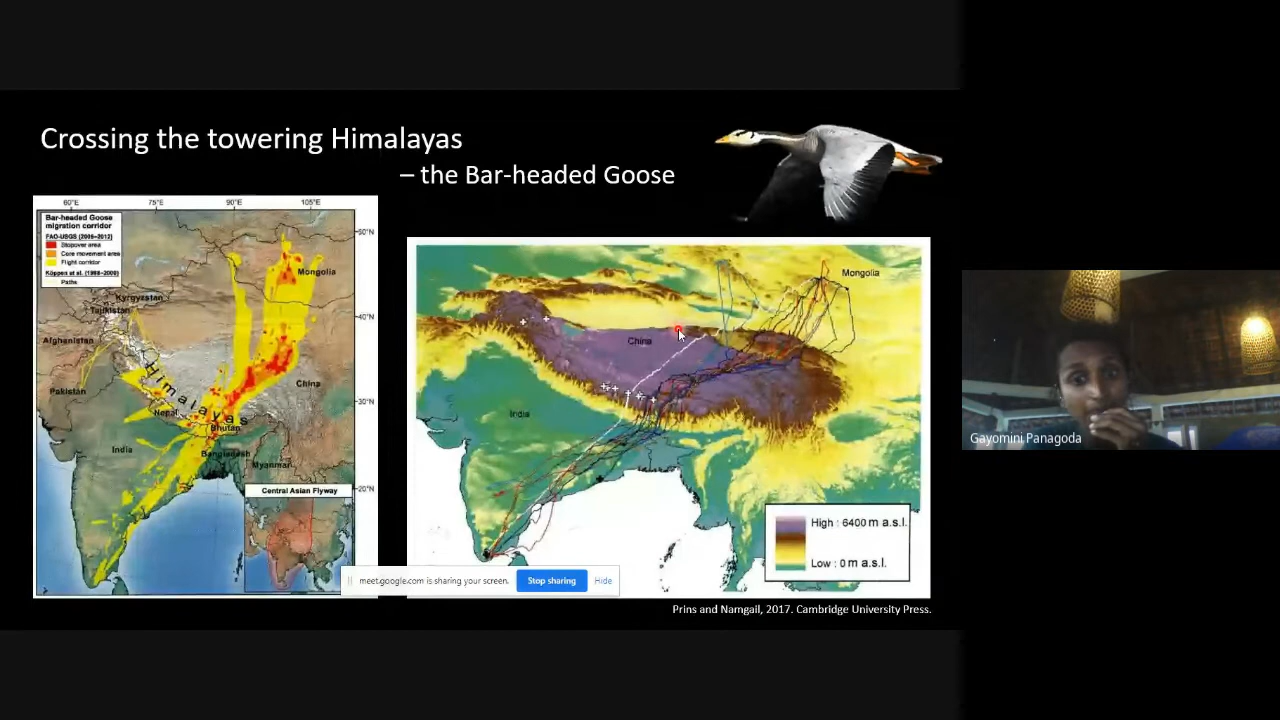 Crossing the towering Himalayas
– the Bar-headed Goose
60°E 75°E 90°E 105°E
Bar-headed Goose
migration corridor
FAO-USGS (2006–2012)
Stopover area
Core movement area
Flight corridor
Paths
50°N
Mongolia
Kyrgyzstan
Tajikistan
40°N
Afghanistan
Himalayas
China
Pakistan
30°N
Nepal
Bhutan
India
Bangladesh
Myanmar
Central Asian Flyway
20°N
Mongolia
China
India
High : 6400 m a.s.l.
Low : 0 m a.s.l.
meet.google.com is sharing your screen.
Stop sharing
Hide
Prins and Namgail, 2017. Cambridge University Press.
Gayomini Panagoda